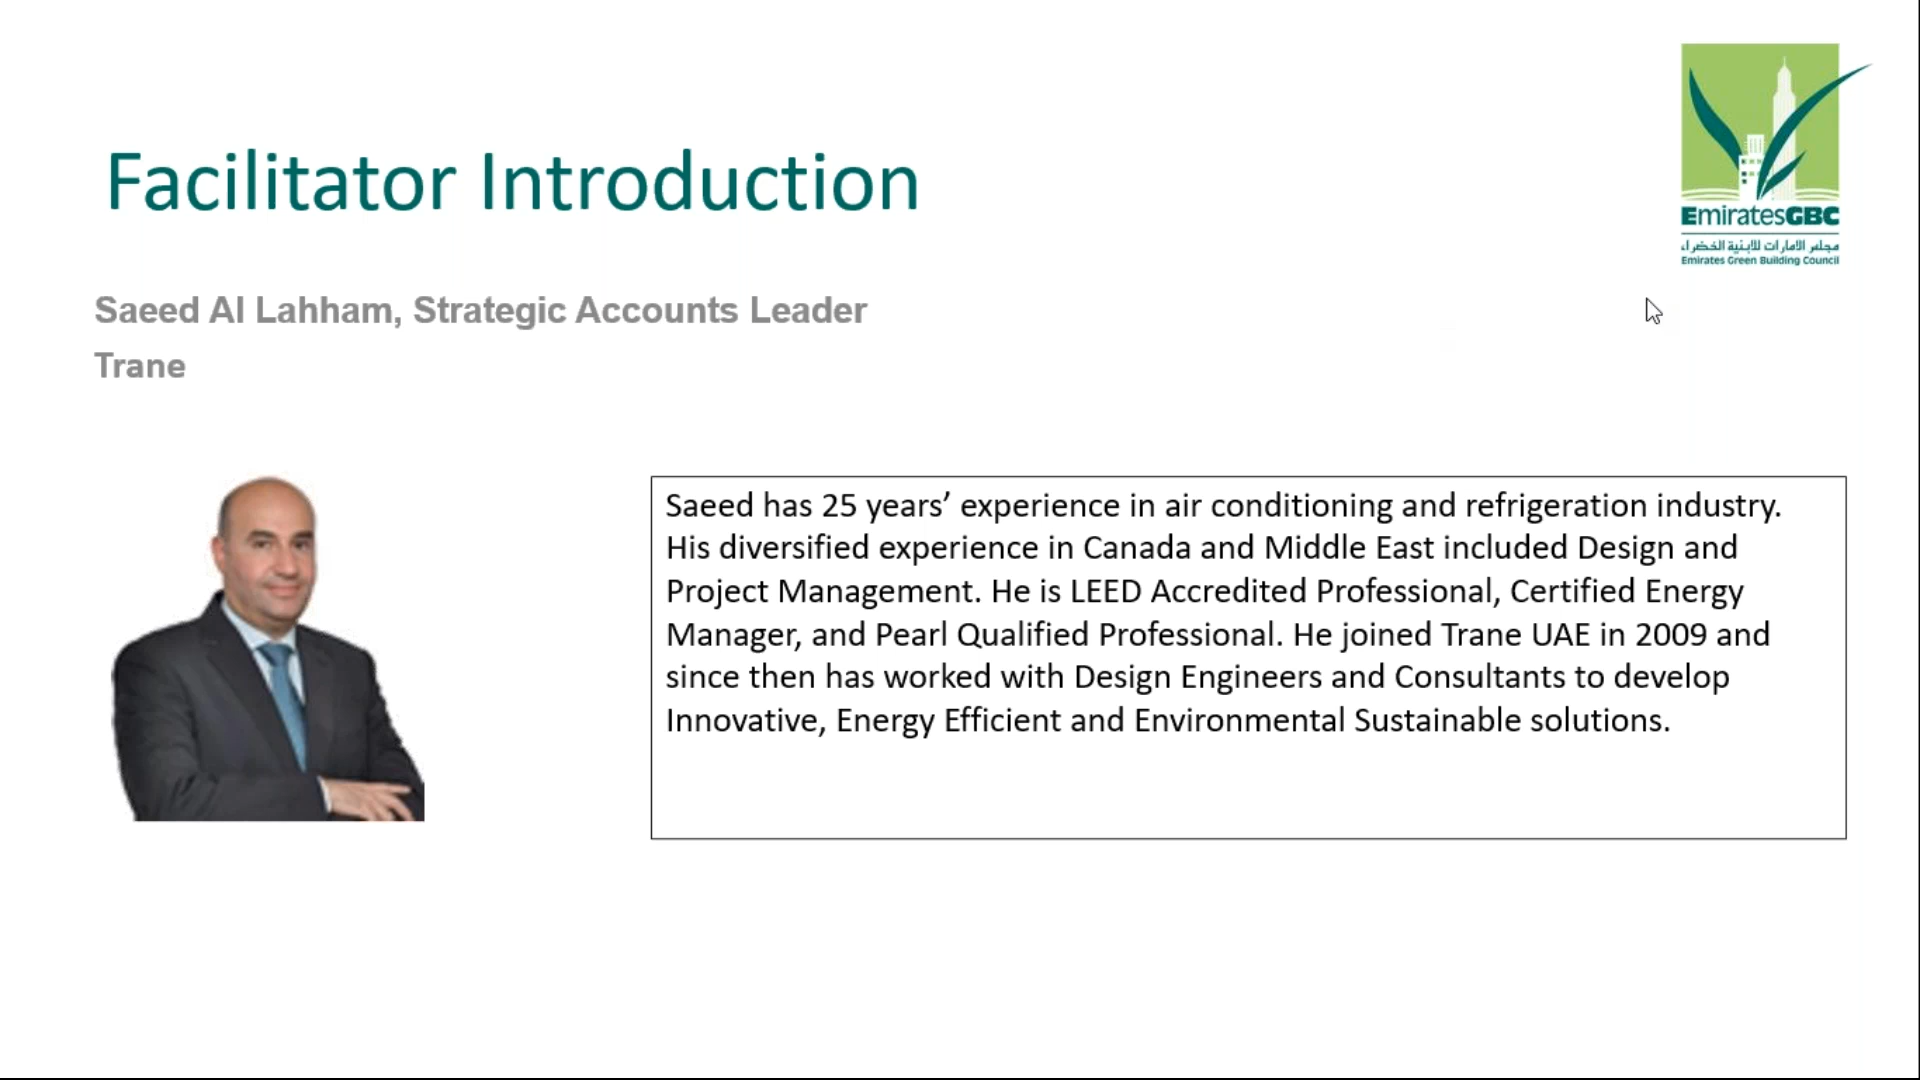 Facilitator Introduction
EmiratesGBC
مجلس الامارات للابنية الخضراء
Emirates Green Building Council
Saeed Al Lahham, Strategic Accounts Leader
Trane
Saeed has 25 years’ experience in air conditioning and refrigeration industry.
His diversified experience in Canada and Middle East included Design and
Project Management. He is LEED Accredited Professional, Certified Energy
Manager, and Pearl Qualified Professional. He joined Trane UAE in 2009 and
since then has worked with Design Engineers and Consultants to develop
Innovative, Energy Efficient and Environmental Sustainable solutions.